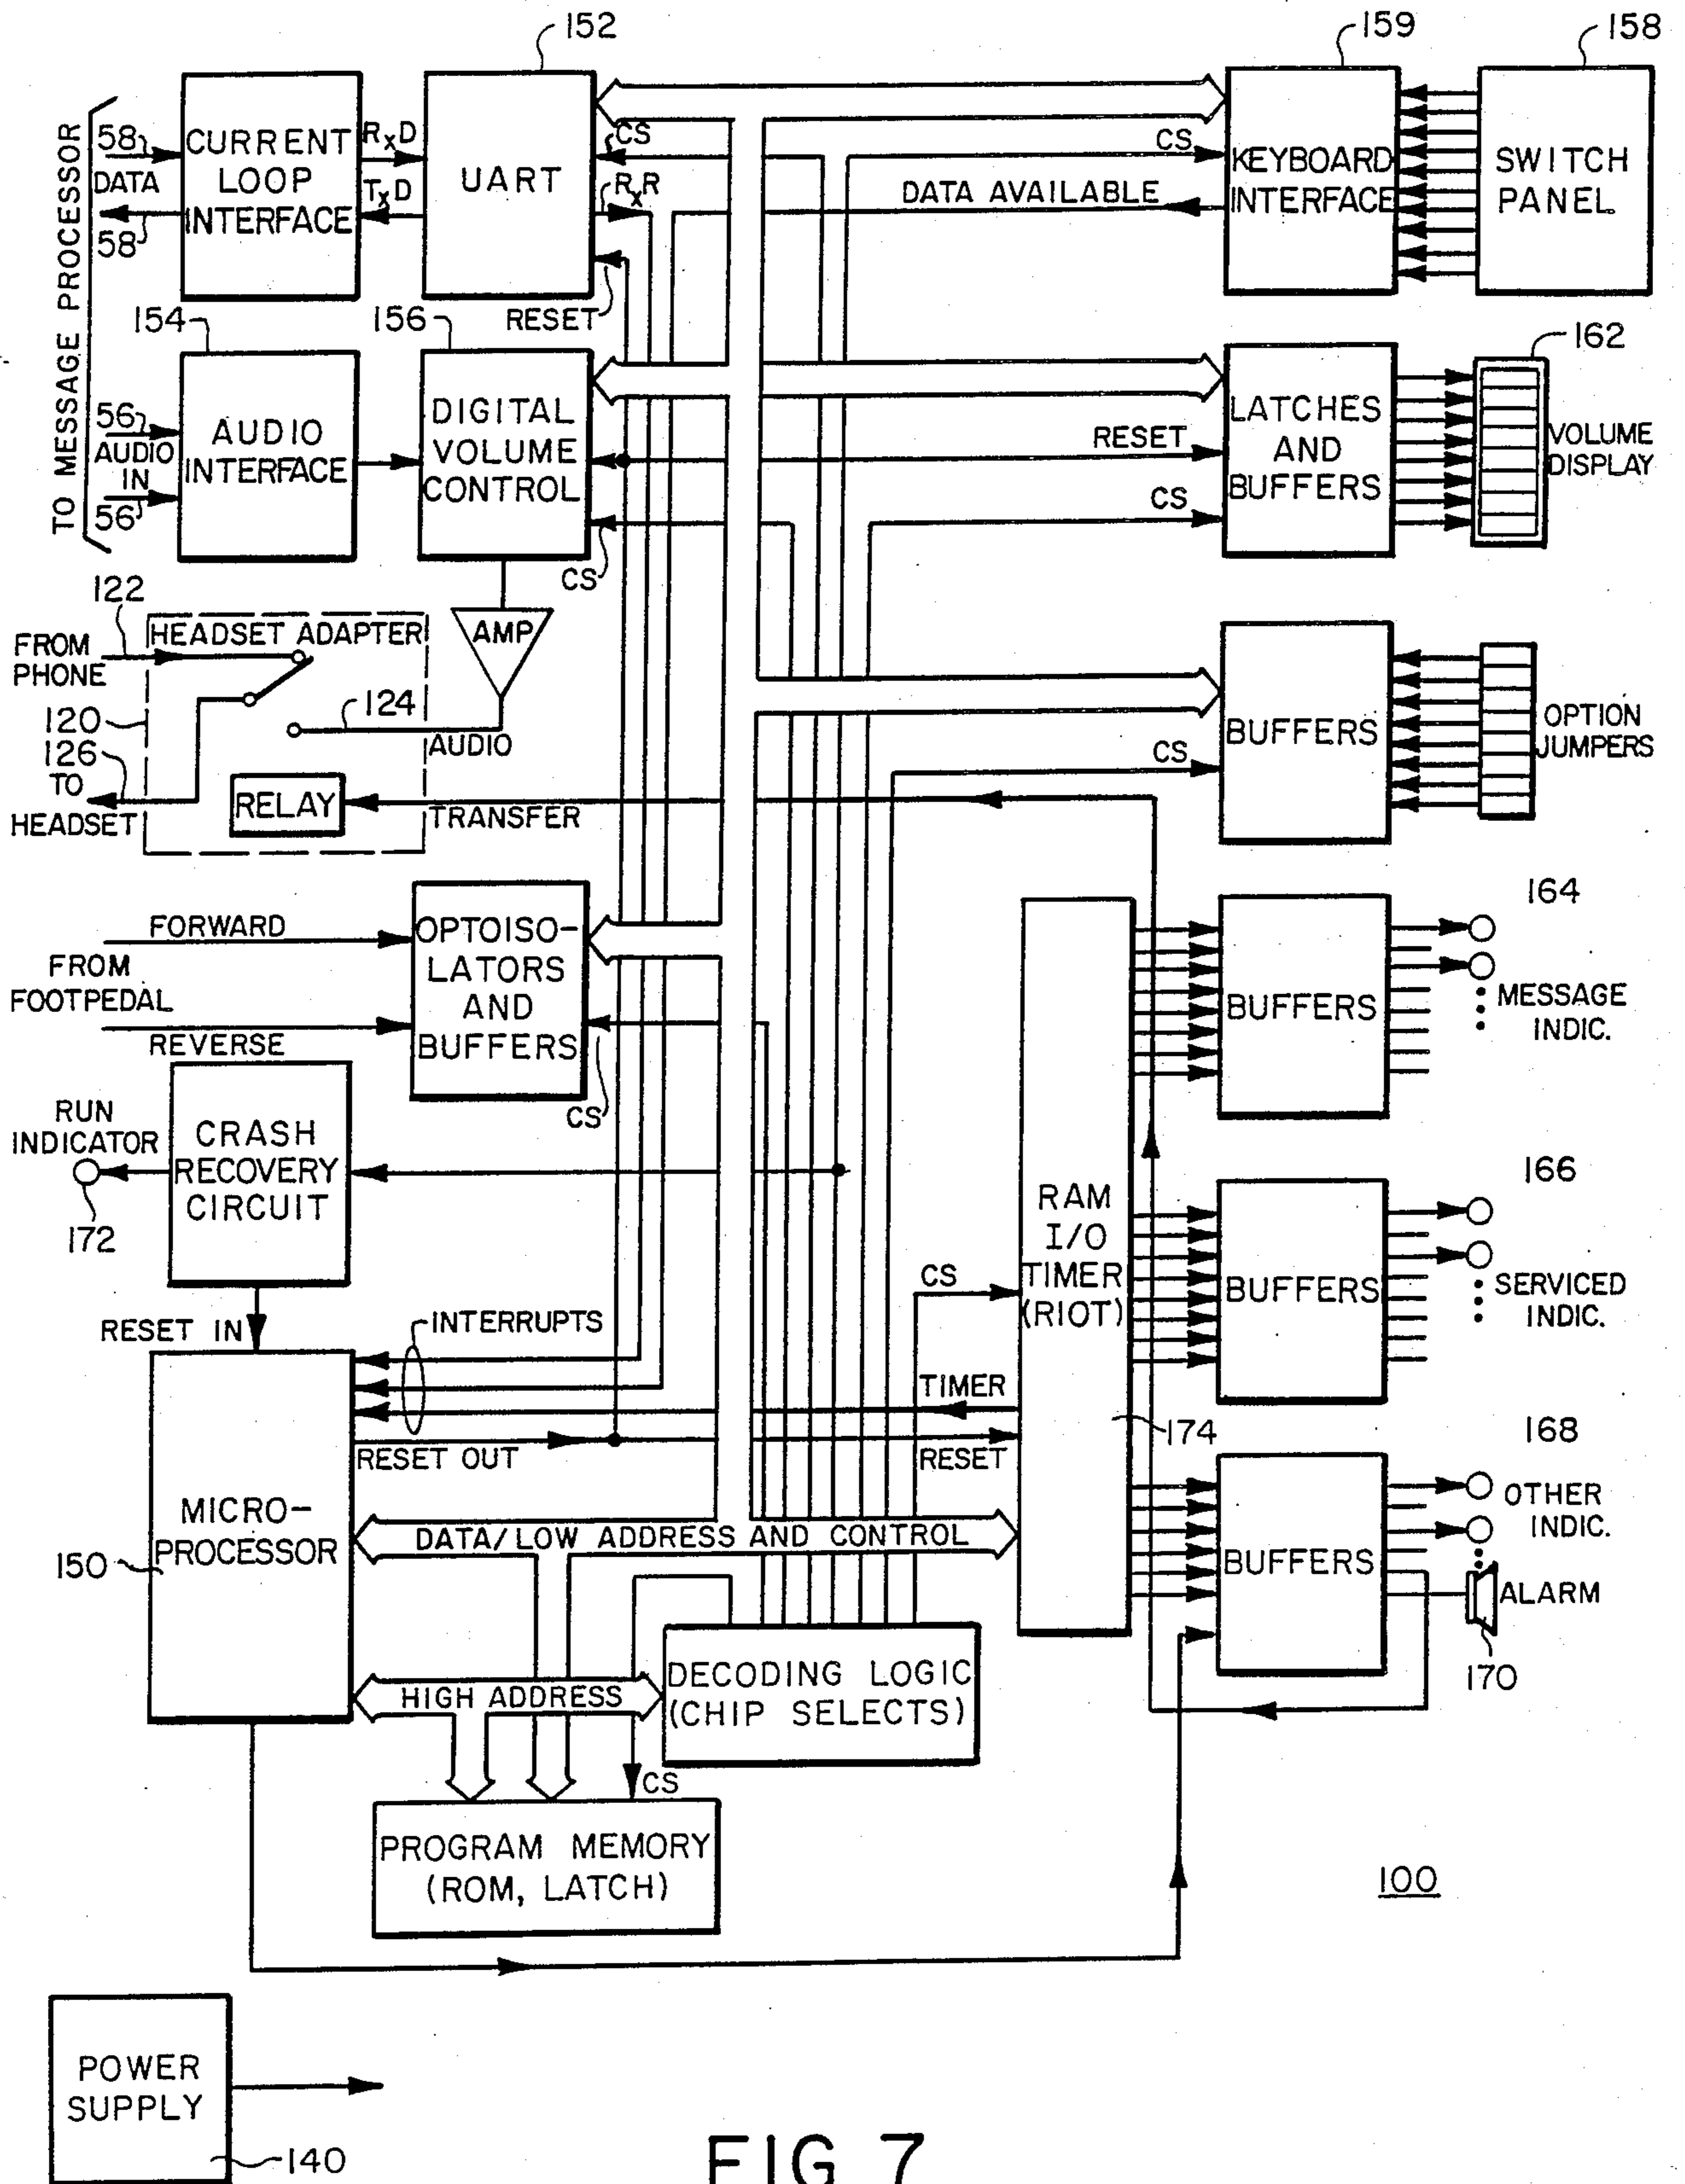 152
159
158
TO MESSAGE PROCESSOR
58
DATA
58
CURRENT
LOOP
INTERFACE
RxD
TxD
UART
CS
RxR
RESET
CS
DATA AVAILABLE
KEYBOARD
INTERFACE
SWITCH
PANEL
154
156
162
56
AUDIO
IN
56
AUDIO
INTERFACE
DIGITAL
VOLUME
CONTROL
CS
RESET
CS
LATCHES
AND
BUFFERS
VOLUME
DISPLAY
122
FROM
PHONE
HEADSET ADAPTER
AMP
120
124
AUDIO
126
TO
HEADSET
RELAY
TRANSFER
CS
BUFFERS
OPTION
JUMPERS
FORWARD
FROM
FOOTPEDAL
REVERSE
OPTOISO-
LATORS
AND
BUFFERS
CS
164
BUFFERS
MESSAGE
INDIC.
RUN
INDICATOR
172
CRASH
RECOVERY
CIRCUIT
166
RAM
I/O
TIMER
(RIOT)
CS
BUFFERS
SERVICED
INDIC.
RESET IN
INTERRUPTS
TIMER
RESET OUT
RESET
174
168
MICRO-
PROCESSOR
150
DATA/LOW ADDRESS AND CONTROL
BUFFERS
OTHER
INDIC.
ALARM
170
HIGH ADDRESS
DECODING LOGIC
(CHIP SELECTS)
CS
PROGRAM MEMORY
(ROM, LATCH)
100
POWER
SUPPLY
140
FIG 7